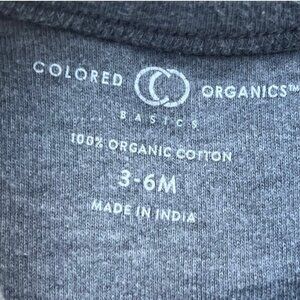 COLORED ORGANICS™
BASICS
100% ORGANIC COTTON
3-6M
MADE IN INDIA